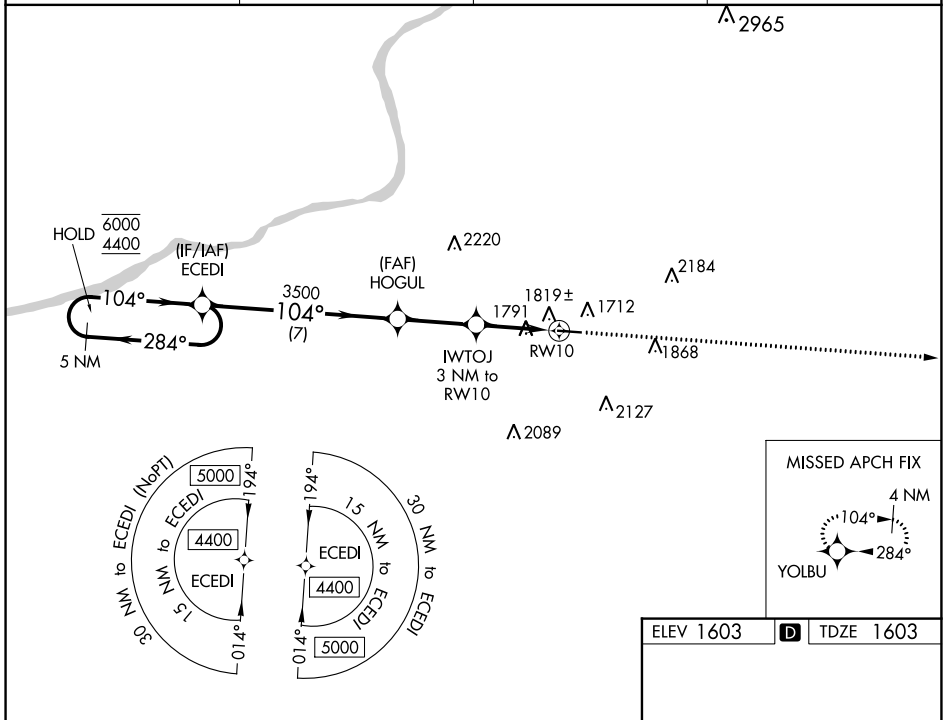 2965
HOLD
6000
4400
(IF/IAF)
ECEDI
104°
284°
5 NM
3500
104°
(7)
(FAF)
HOGUL
2220
IWTOJ
3 NM to
RW10
1791
1819±
1712
RW10
2184
1868
2127
2089
30 NM to ECEDI (NoPT)
5000
194°
15 NM to ECEDI
4400
ECEDI
014°
194°
30 NM to ECEDI
15 NM to ECEDI
ECEDI
4400
014°
5000
MISSED APCH FIX
4 NM
104°
284°
YOLBU
ELEV 1603
D
TDZE 1603